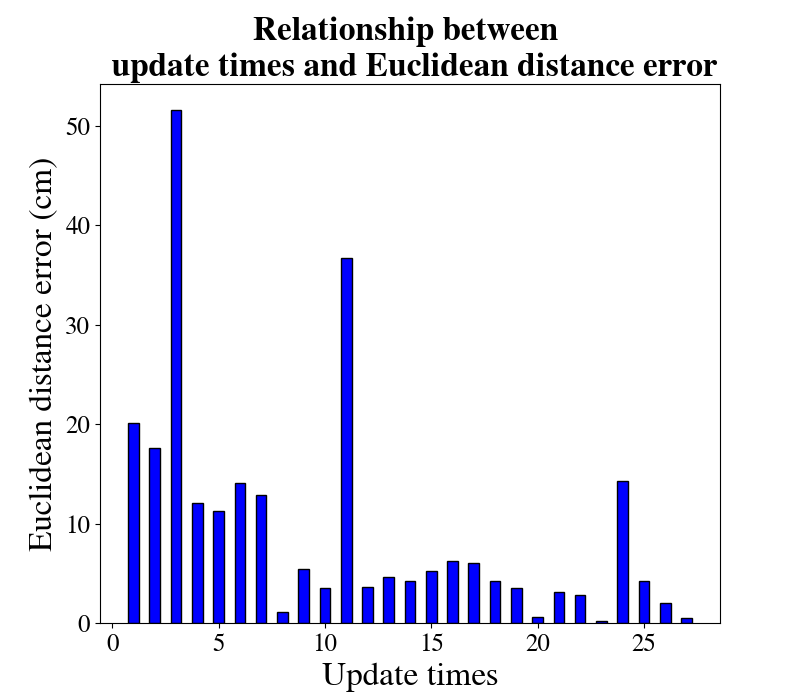 Relationship between
update times and Euclidean distance error
Euclidean distance error (cm)
50
40
30
20
10
0
0 5 10 15 20 25
Update times